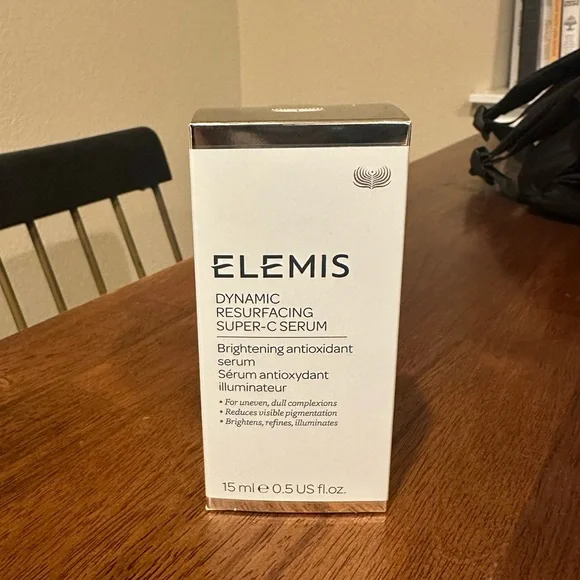 ELEMIS
DYNAMIC
RESURFACING
SUPER-C SERUM
Brightening antioxidant
serum
Sérum antioxydant
illuminateur
• For uneven, dull complexions
• Reduces visible pigmentation
• Brightens, refines, illuminates
15 ml ℮ 0.5 US fl.oz.